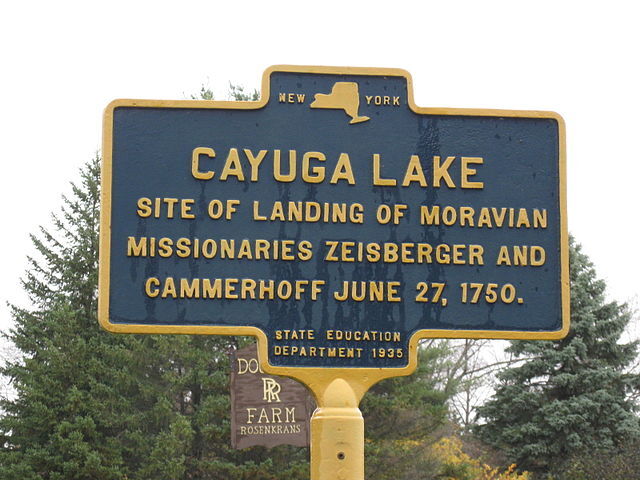 NEW YORK
CAYUGA LAKE
SITE OF LANDING OF MORAVIAN
MISSIONARIES ZEISBERGER AND
CAMMERHOFF JUNE 27, 1750.
STATE EDUCATION
DEPARTMENT 1935
RR
FARM
ROSENKRANS